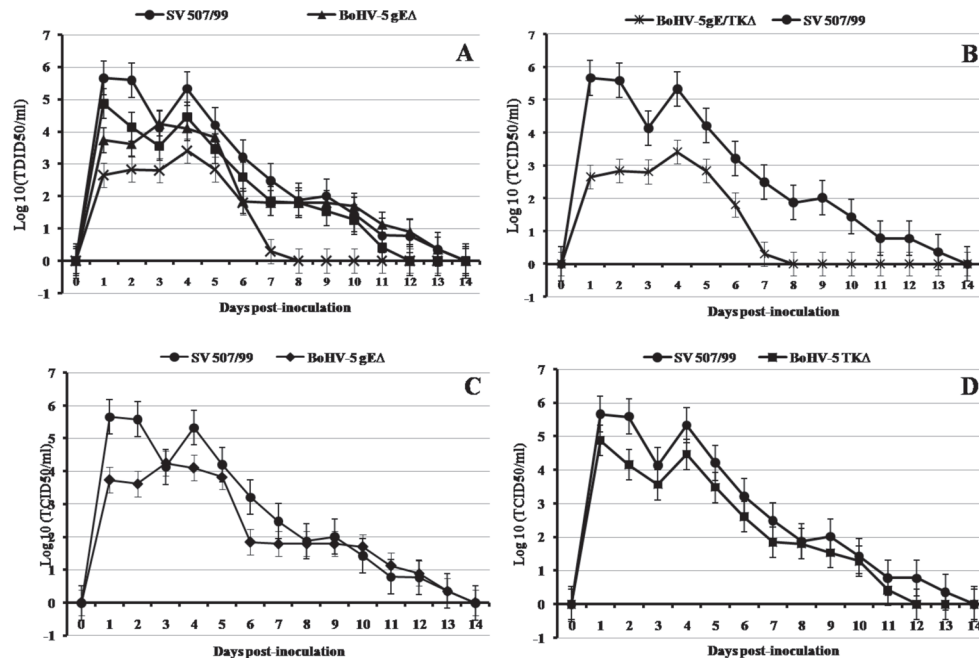 SV 507/99 BoHV-5 gEΔ
A
Log 10 (TDID50/ml)
7
6
5
4
3
2
1
0
-1
0 1 2 3 4 5 6 7 8 9 10 11 12 13 14
Days post-inoculation
BoHV-5gE/TKΔ SV 507/99
B
Log 10 (TCID50/ml)
7
6
5
4
3
2
1
0
-1
0 1 2 3 4 5 6 7 8 9 10 11 12 13 14
Days post-inoculation
SV 507/99 BoHV-5 gEΔ
C
Log 10 (TCID50/ml)
7
6
5
4
3
2
1
0
-1
0 1 2 3 4 5 6 7 8 9 10 11 12 13 14
Days post-inoculation
SV 507/99 BoHV-5 TKΔ
D
Log 10 (TCID50/ml)
7
6
5
4
3
2
1
0
-1
0 1 2 3 4 5 6 7 8 9 10 11 12 13 14
Days post-inoculation